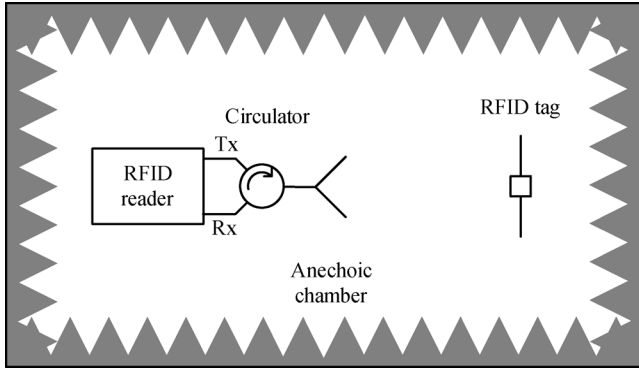 RFID tag
Circulator
Tx
RFID
reader
Rx
Anechoic
chamber